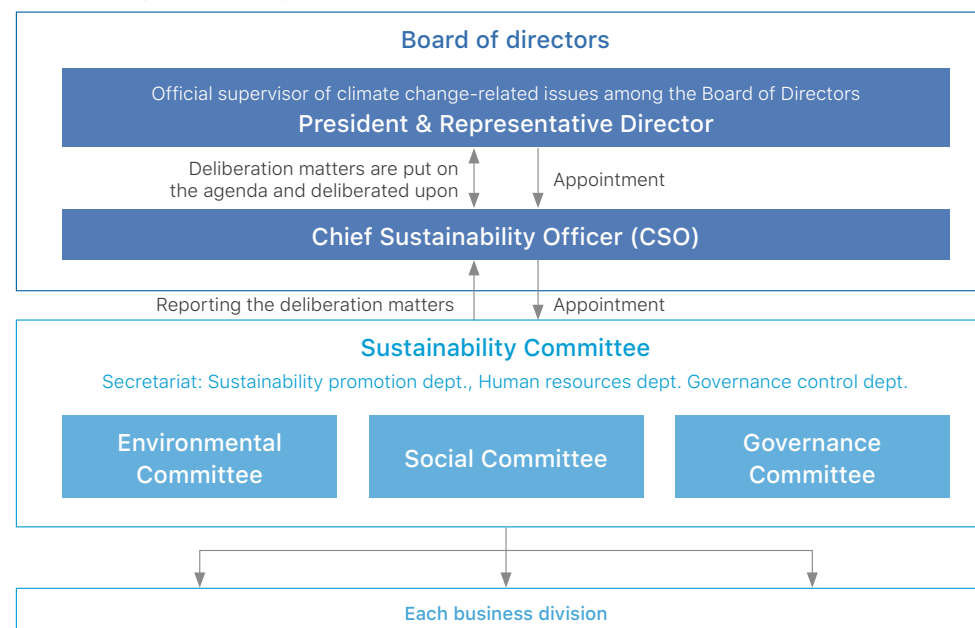 Board of directors
Official supervisor of climate change-related issues among the Board of Directors
President & Representative Director
Deliberation matters are put on
the agenda and deliberated upon
Appointment
Chief Sustainability Officer (CSO)
Reporting the deliberation matters
Appointment
Sustainability Committee
Secretariat: Sustainability promotion dept., Human resources dept. Governance control dept.
Environmental
Committee
Social Committee
Governance
Committee
Each business division